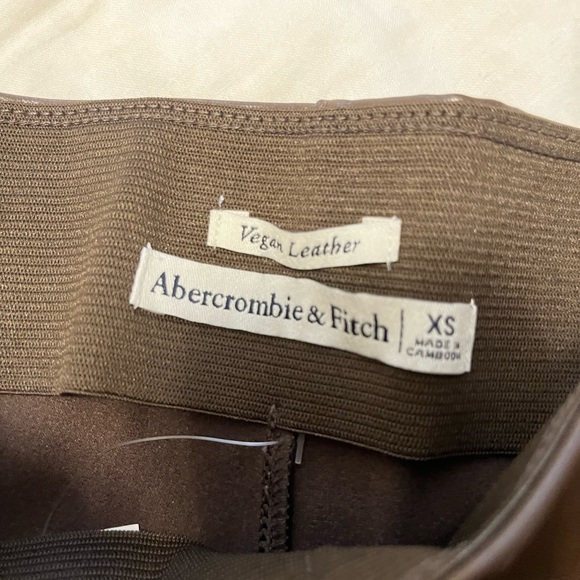 Vegan Leather
Abercrombie & Fitch
XS
MADE IN
CAMBODIA